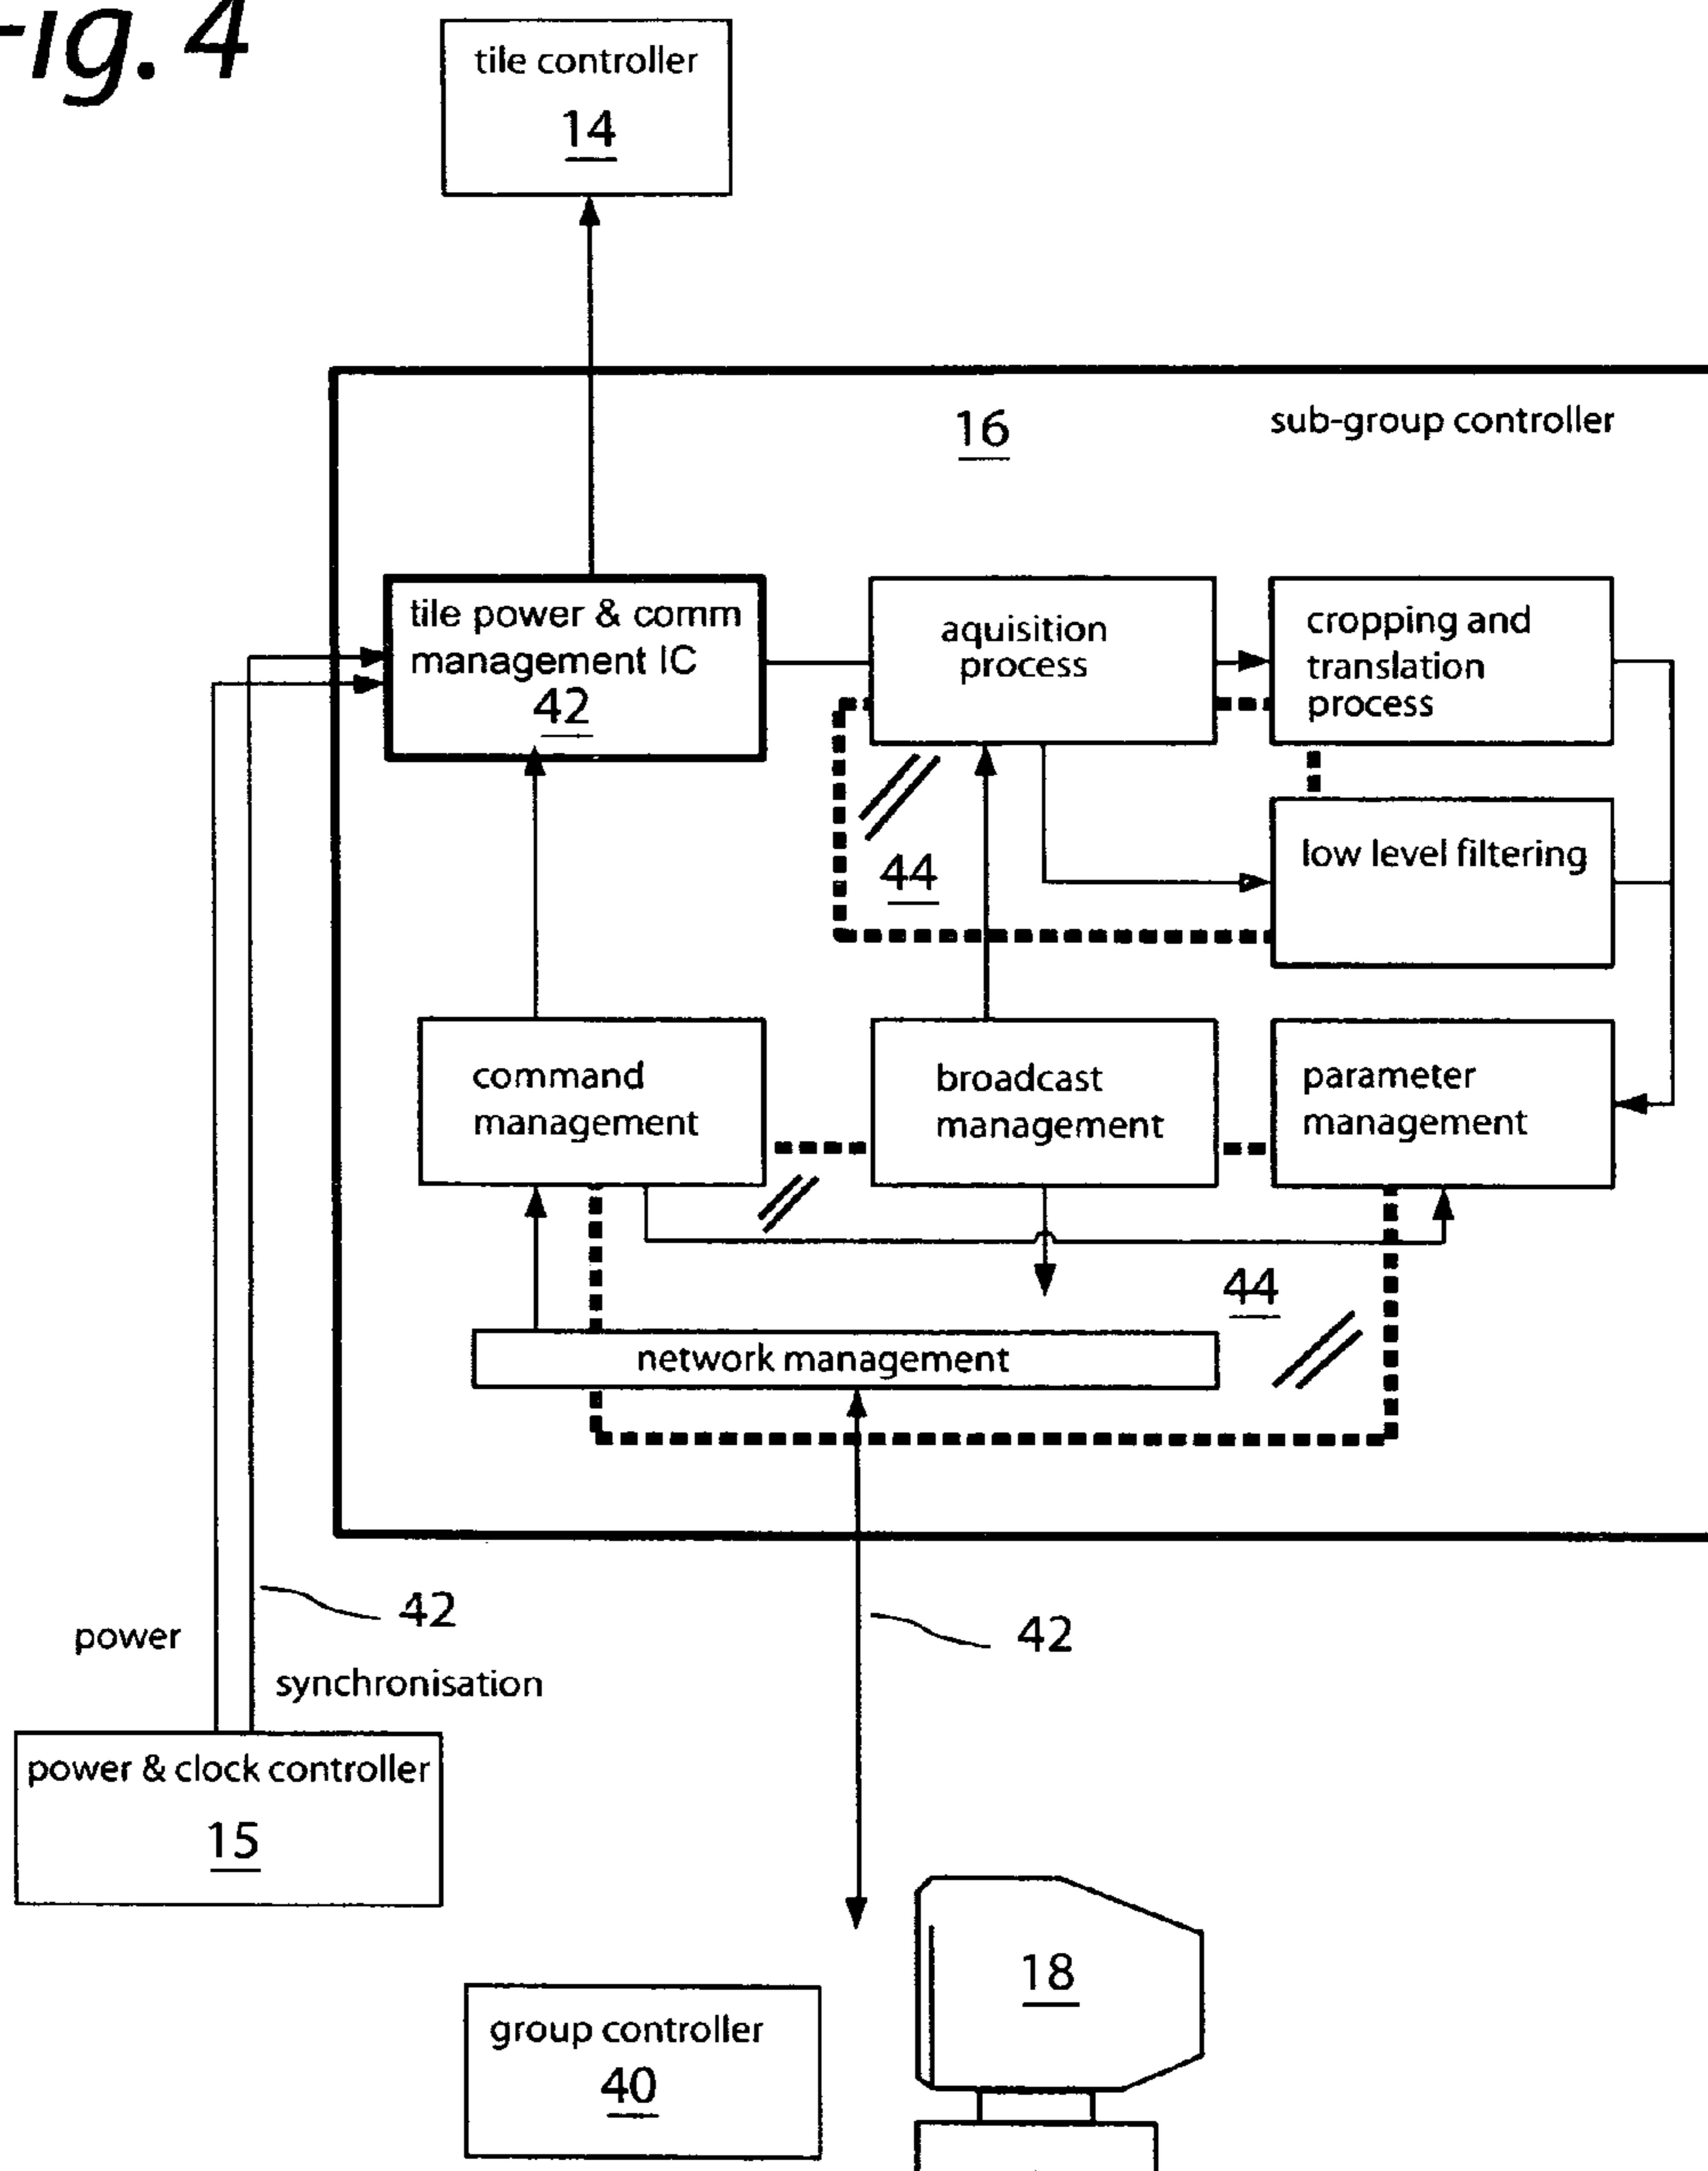 Fig. 4
tile controller
14
16
sub-group controller
tile power & comm
management IC
42
aquisition
process
cropping and
translation
process
44
low level filtering
command
management
broadcast
management
parameter
management
44
network management
42
42
power
synchronisation
power & clock controller
15
18
group controller
40